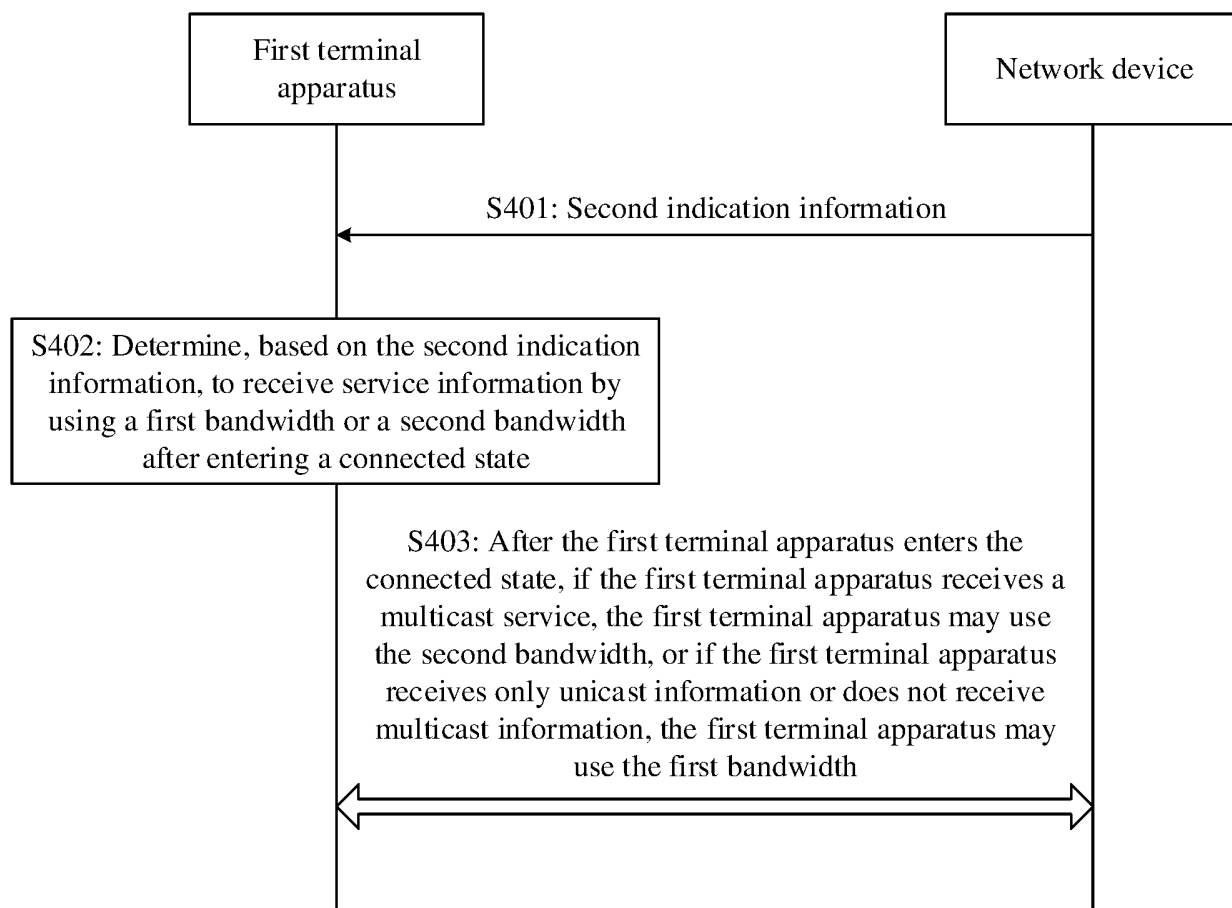 First terminal
apparatus
Network device
S401: Second indication information
S402: Determine, based on the second indication
information, to receive service information by
using a first bandwidth or a second bandwidth
after entering a connected state
S403: After the first terminal apparatus enters the
connected state, if the first terminal apparatus receives a
multicast service, the first terminal apparatus may use
the second bandwidth, or if the first terminal apparatus
receives only unicast information or does not receive
multicast information, the first terminal apparatus may
use the first bandwidth